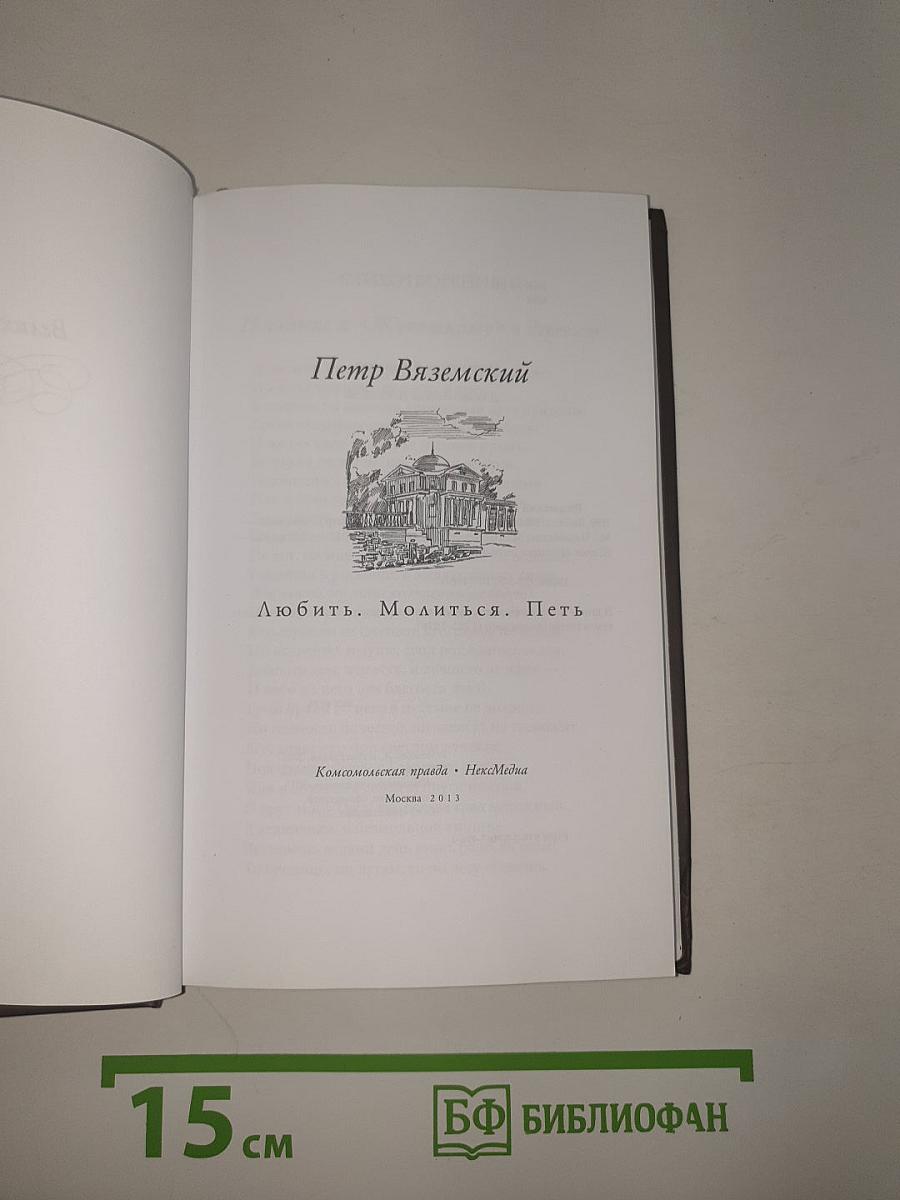 Петр Вяземский
Любить. Молиться. Петь
Комсомольская правда • НексМедиа
Москва 2013
15 см
БФ БИБЛИОФАН